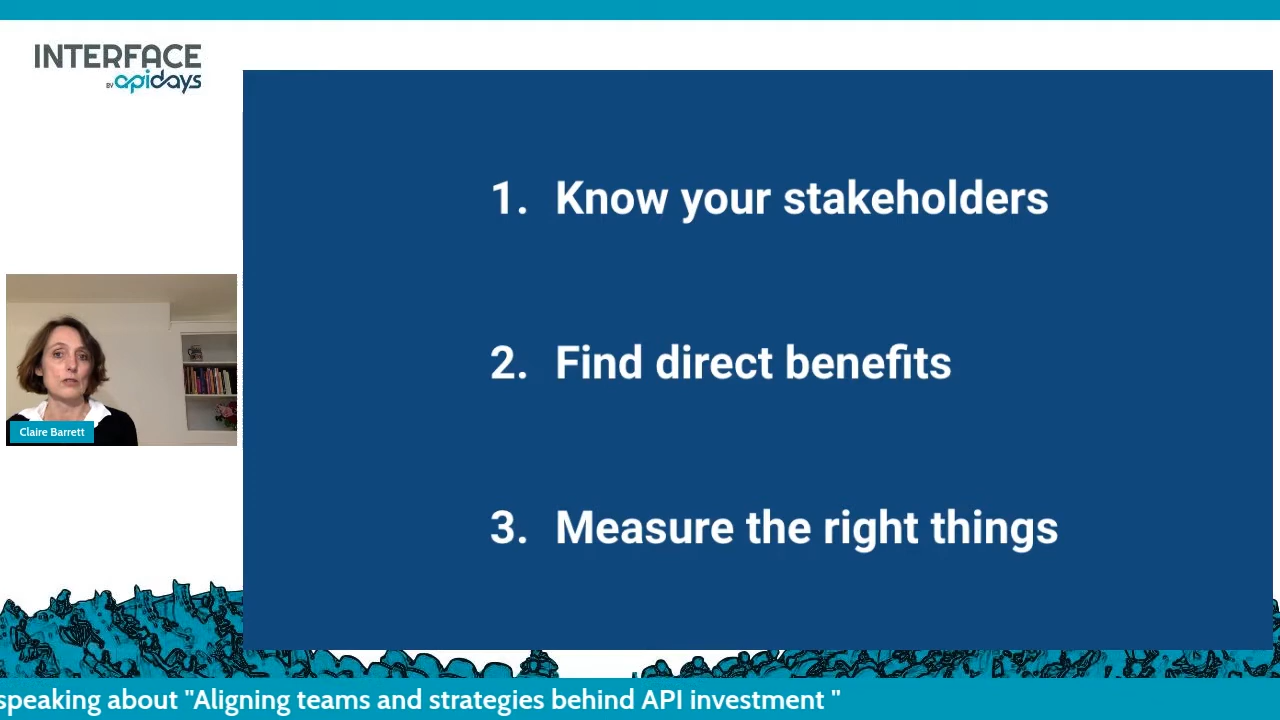 INTERFACE
BY apidays
1. Know your stakeholders
2. Find direct benefits
3. Measure the right things
Claire Barrett
speaking about "Aligning teams and strategies behind API investment "